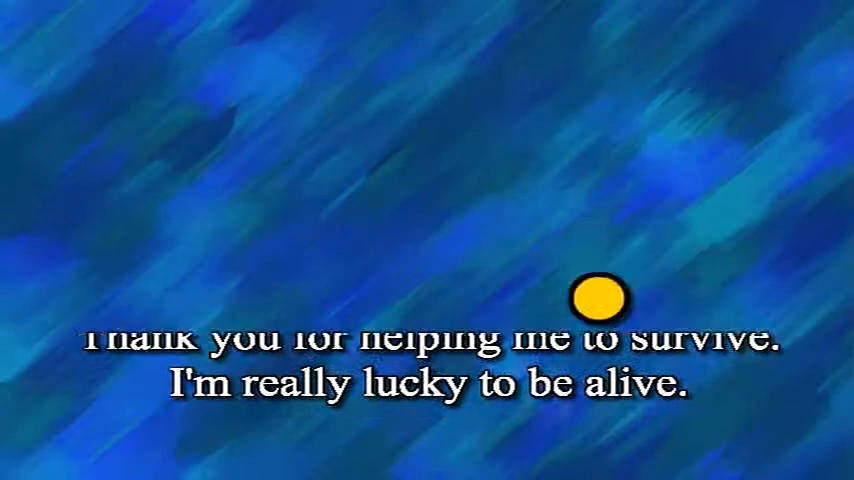 Thank you for helping me to survive.
I'm really lucky to be alive.